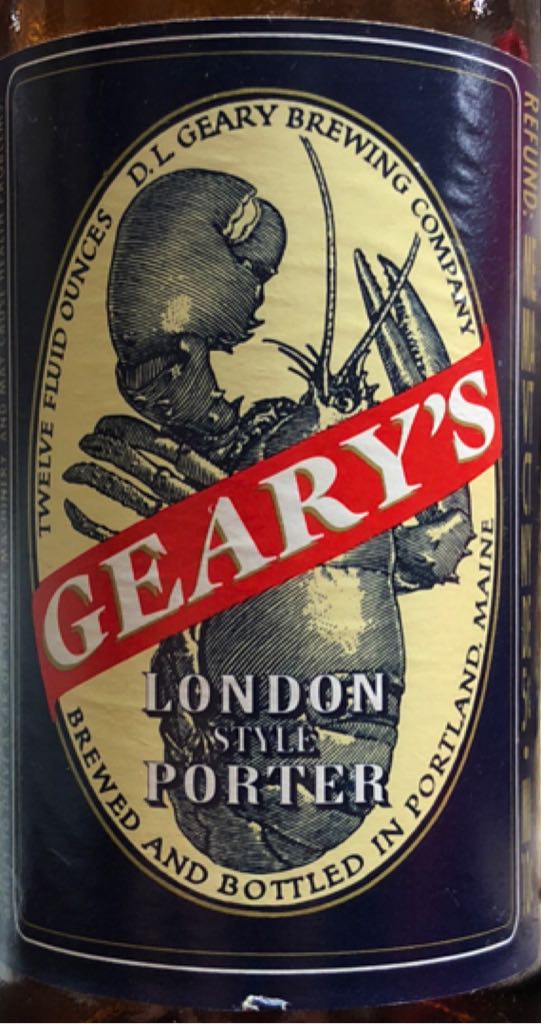 D.L GEARY BREWING COMPANY
TWELVE FLUID OUNCES
GEARY'S
LONDON
STYLE
PORTER
BREWED AND BOTTLED IN PORTLAND, MAINE
REFUND: